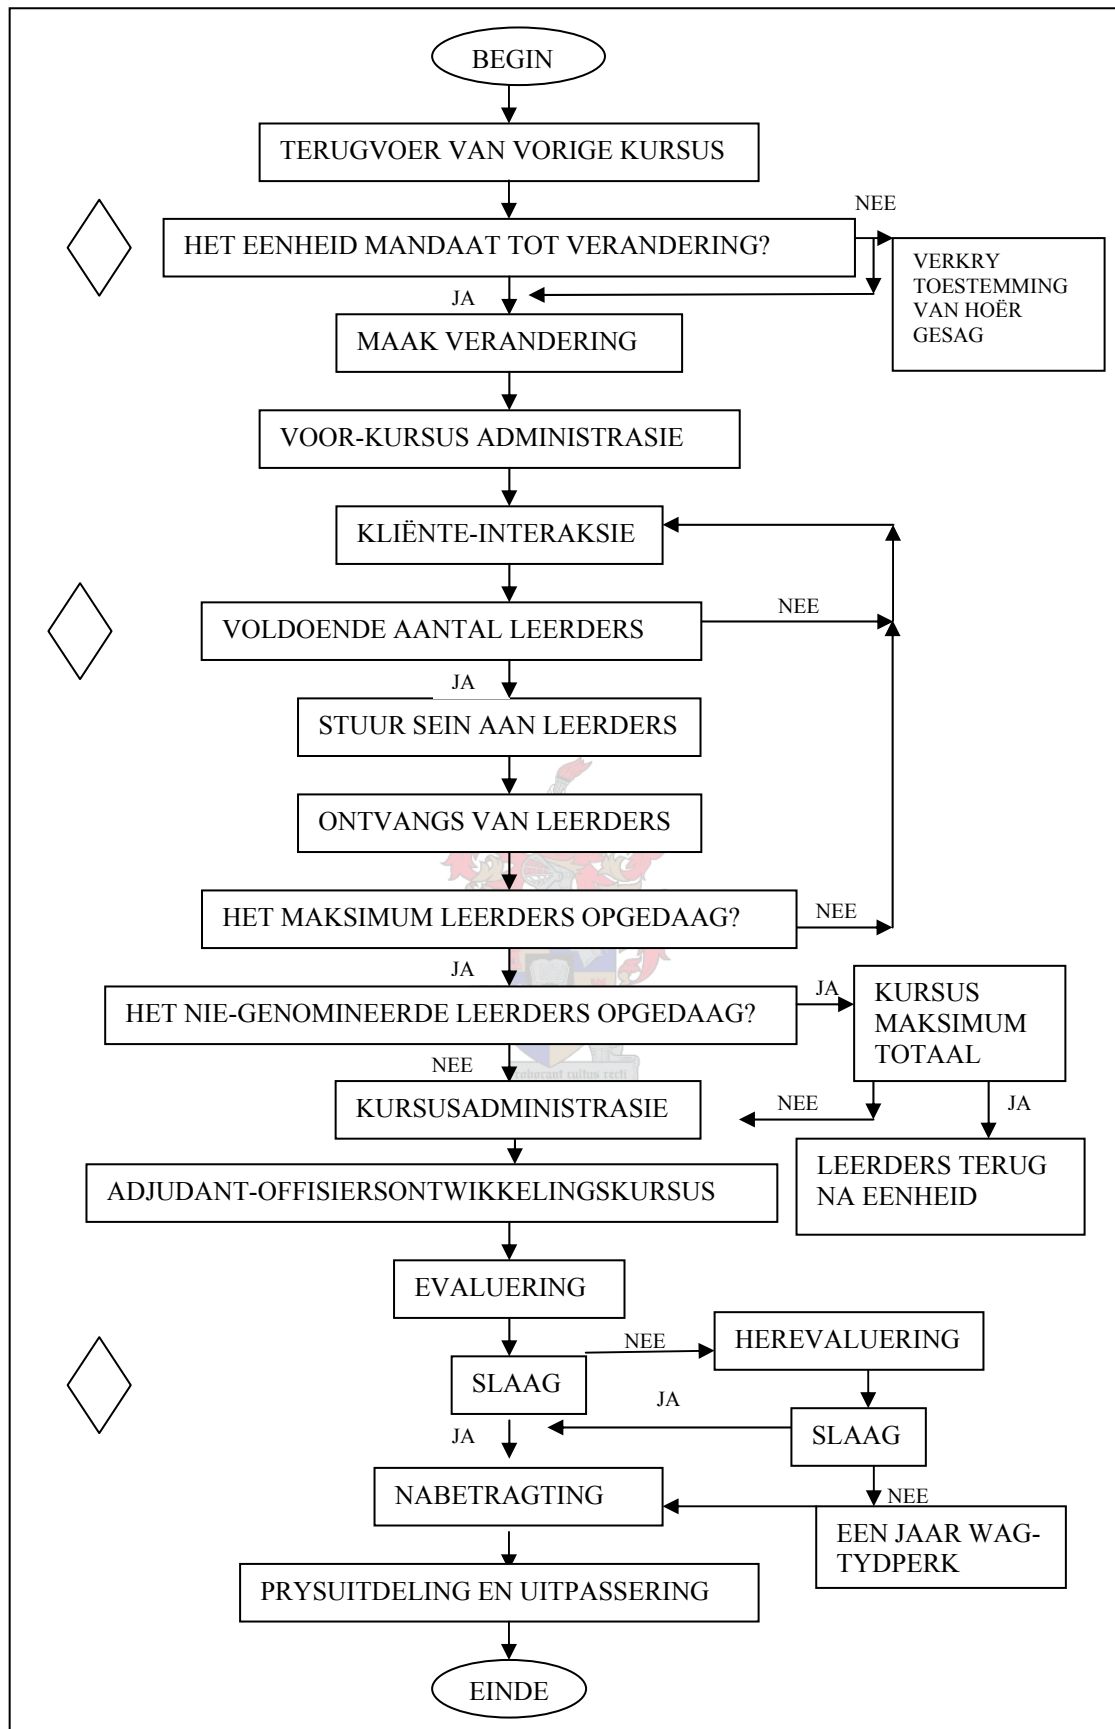 BEGIN
TERUGVOER VAN VORIGE KURSUS
NEE
HET EENHEID MANDAAT TOT VERANDERING?
VERKRY
TOESTEMMING
VAN HOËR
GESAG
JA
MAAK VERANDERING
VOOR-KURSUS ADMINISTRASIE
KLIËNTE-INTERAKSIE
NEE
VOLDOENDE AANTAL LEERDERS
JA
STUUR SEIN AAN LEERDERS
ONTVANGS VAN LEERDERS
HET MAKSIMUM LEERDERS OPGEDAAG?
NEE
JA
HET NIE-GENOMINEERDE LEERDERS OPGEDAAG?
JA
KURSUS
MAKSIMUM
TOTAAL
NEE
roborant cultus recti
KURSUSADMINISTRASIE
NEE
JA
LEERDERS TERUG
NA EENHEID
ADJUDANT-OFFISIERSONTWIKKELINGSKURSUS
EVALUERING
NEE
HEREVALUERING
SLAAG
JA
JA
SLAAG
NABETRAGTING
NEE
EEN JAAR WAG-
TYDPERK
PRYSUITDELING EN UITPASSERING
EINDE